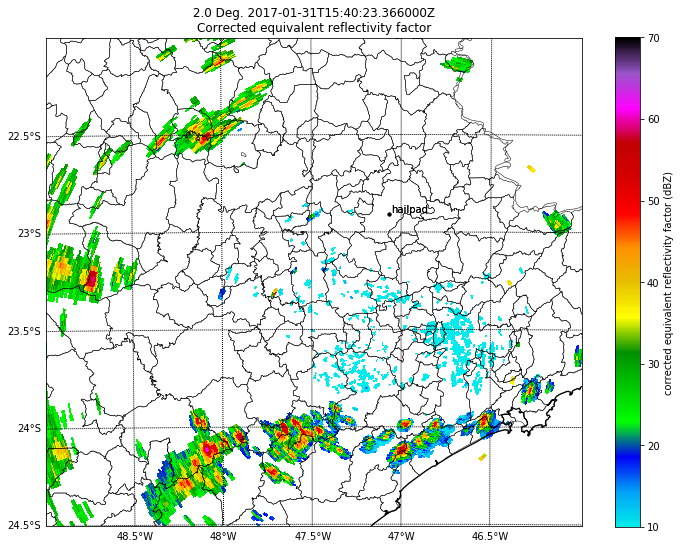 2.0 Deg. 2017-01-31T15:40:23.366000Z
Corrected equivalent reflectivity factor
70
60
50
40
30
20
10
corrected equivalent reflectivity factor (dBZ)
22.5°S
23°S
23.5°S
24°S
24.5°S
hailpad
48.5°W
48°W
47.5°W
47°W
46.5°W